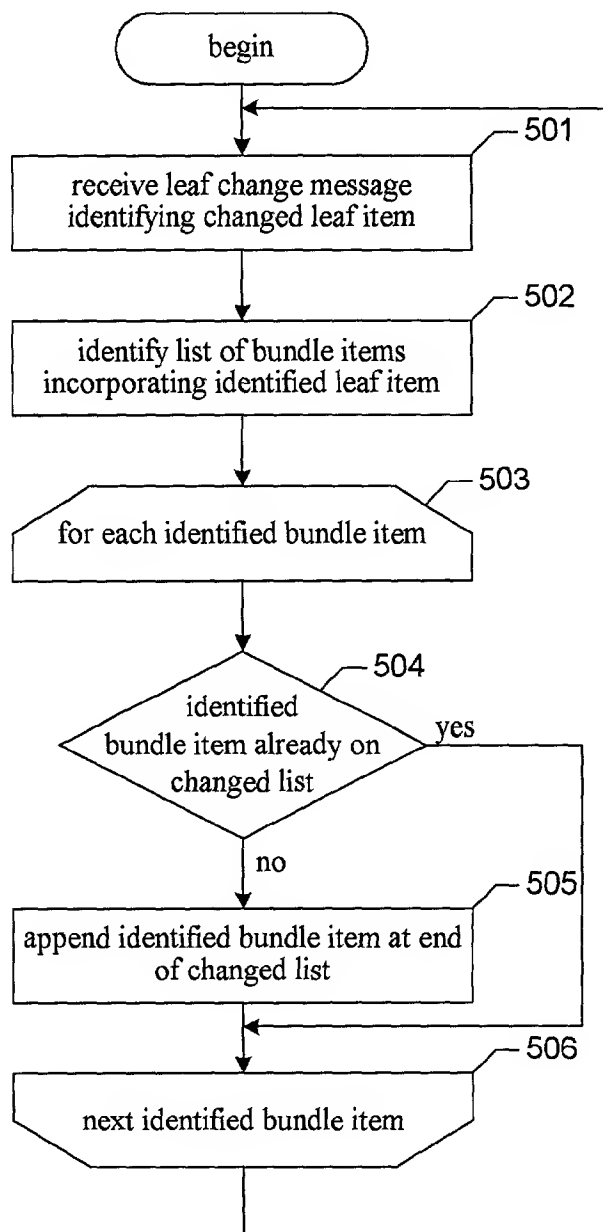 begin
501
receive leaf change message
identifying changed leaf item
502
identify list of bundle items
incorporating identified leaf item
503
for each identified bundle item
504
identified
bundle item already on
changed list
yes
no
505
append identified bundle item at end
of changed list
506
next identified bundle item